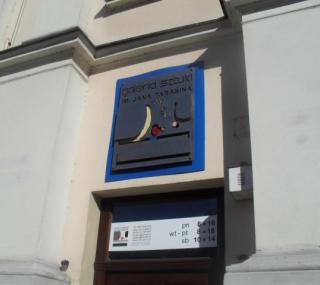 galeria sztuki
im. JANA TARASINA
pn 8 • 16
wt - pt 8 • 18
sb 10 • 14